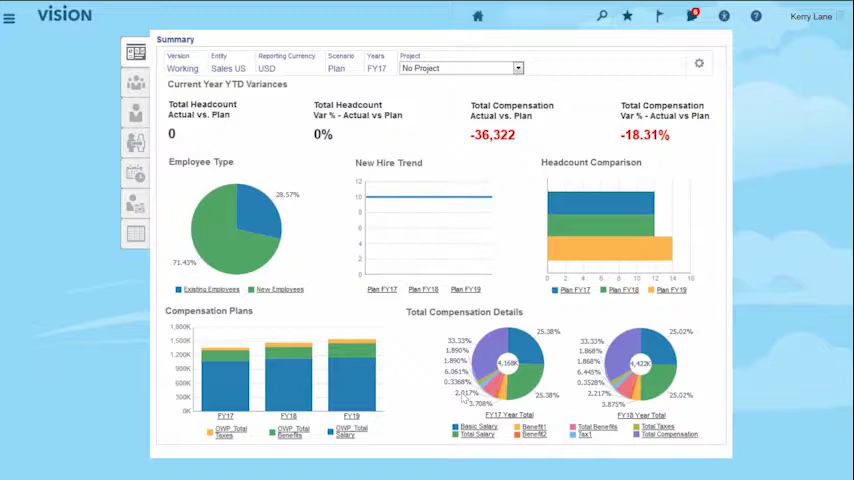 VISION
6
Kerry Lane
Summary
Version Entity Reporting Currency Scenario Years Project
Working Sales US USD Plan FY17 No Project
Current Year YTD Variances
Total Headcount Actual vs. Plan
0
Total Headcount Var % - Actual vs Plan
0%
Total Compensation Actual vs. Plan
-36,322
Total Compensation Var % - Actual vs Plan
-18.31%
Employee Type
28.57%
71.43%
Existing Employees New Employees
New Hire Trend
12
10
8
6
4
2
0
Plan FY17 Plan FY18 Plan FY19
Headcount Comparison
0 2 4 6 8 10 12 14 16
Plan FY17 Plan FY18 Plan FY19
Compensation Plans
1,800K
1,500K
1,200K
900K
600K
300K
0K
FY17 FY18 FY19
OWP_Total Taxes OWP_Total Benefits OWP_Total Salary
Total Compensation Details
33.33%
25.38%
1.890%
1.890%
6.061%
0.3368%
3.708%
25.38%
4,168K
FY17 Year Total
33.33%
25.02%
1.868%
1.868%
6.445%
0.3528%
2.217%
3.875%
25.02%
4,422K
FY18 Year Total
Basic Salary Benefit1 Total Benefits Total Taxes
Total Salary Benefit2 Tax1 Total Compensation